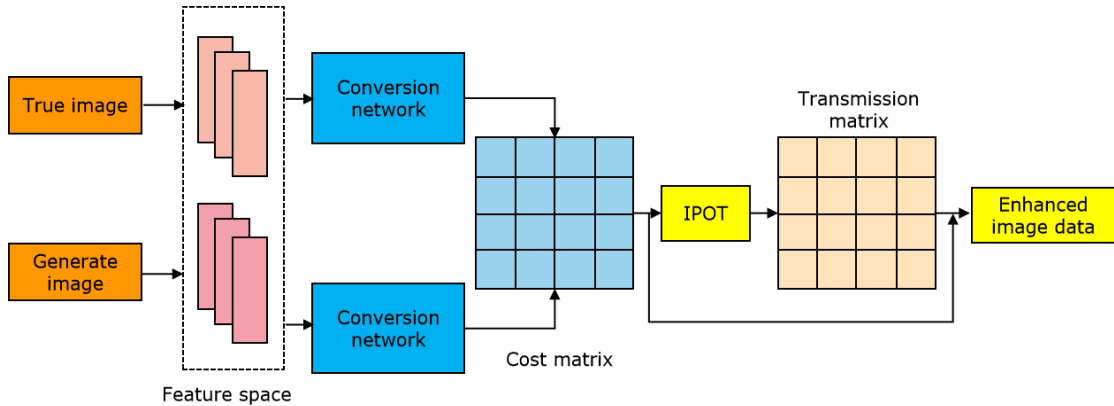 True image
Generate
image
Feature space
Conversion
network
Conversion
network
Cost matrix
IPOT
Transmission
matrix
Enhanced
image data